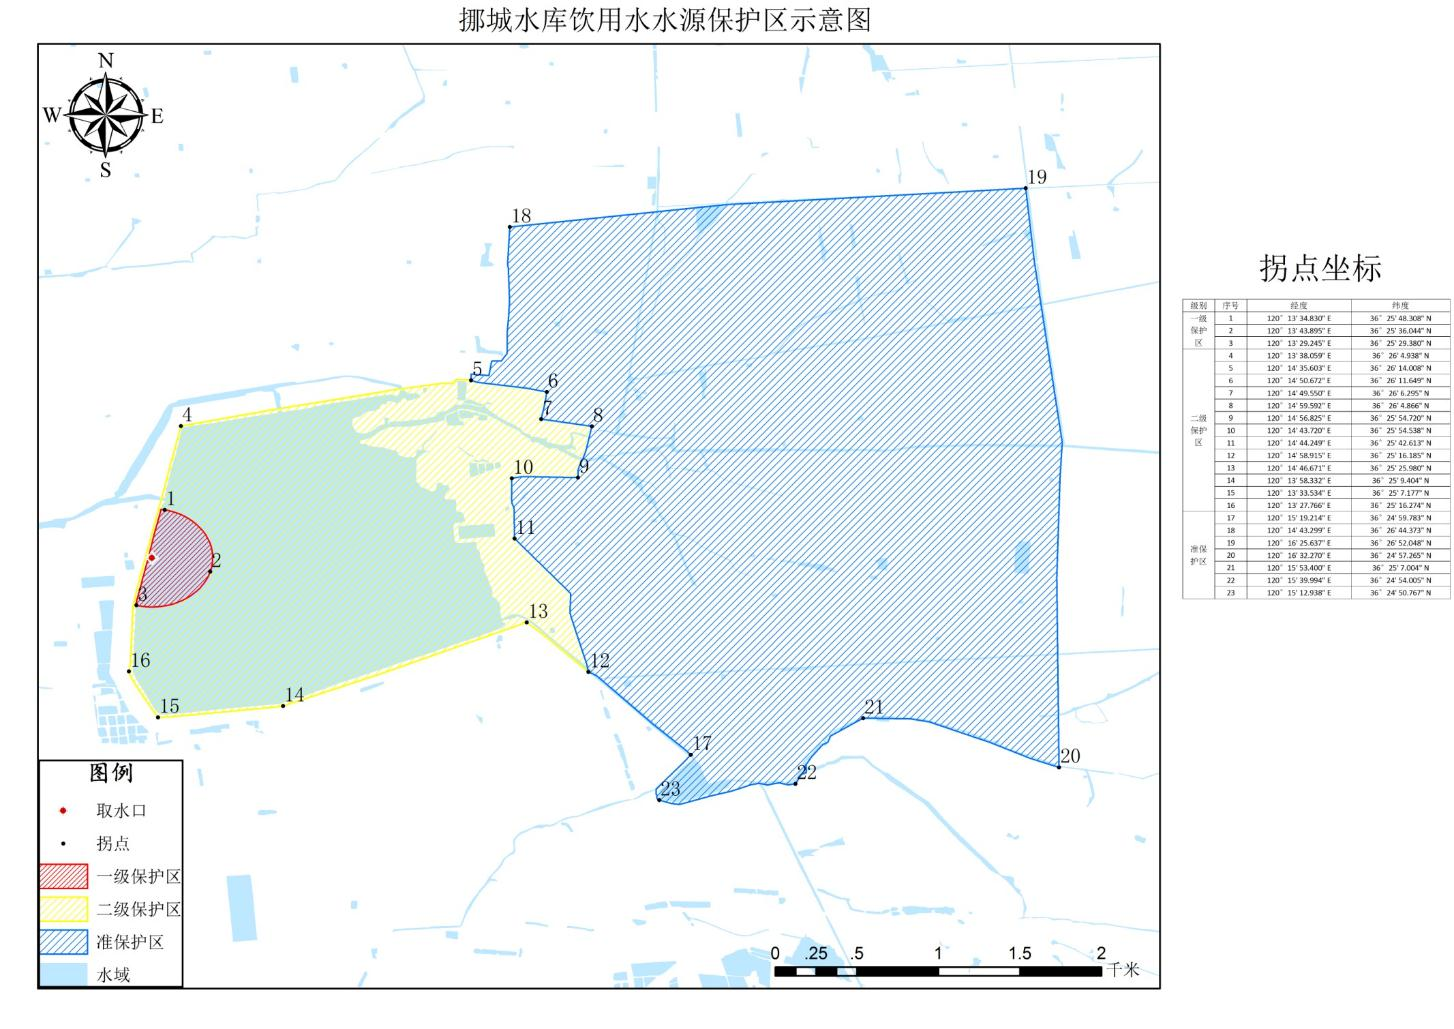 挪城水库饮用水水源保护区示意图
N
W E
S
19
18
5
6
7
8
4
10
9
1
11
2
3
13
16
12
14
15
21
17
20
22
23
图例
取水口
拐点
一级保护区
二级保护区
准保护区
水域
0 .25 .5 1 1.5 2
千米
拐点坐标
级别 序号 经度 纬度
一级保护区
1 120° 13' 34.830" E 36° 25' 48.308" N
2 120° 13' 43.895" E 36° 25' 36.044" N
3 120° 13' 29.245" E 36° 25' 29.380" N
二级保护区
4 120° 13' 38.059" E 36° 26' 4.938" N
5 120° 14' 35.603" E 36° 26' 14.008" N
6 120° 14' 50.672" E 36° 26' 11.649" N
7 120° 14' 49.550" E 36° 26' 6.295" N
8 120° 14' 59.592" E 36° 26' 4.866" N
9 120° 14' 56.825" E 36° 25' 54.720" N
10 120° 14' 43.720" E 36° 25' 54.538" N
11 120° 14' 44.249" E 36° 25' 42.613" N
12 120° 14' 58.915" E 36° 25' 16.185" N
13 120° 14' 46.671" E 36° 25' 25.980" N
14 120° 13' 58.332" E 36° 25' 9.404" N
15 120° 13' 33.534" E 36° 25' 7.177" N
16 120° 13' 27.766" E 36° 25' 16.274" N
准保护区
17 120° 15' 19.214" E 36° 24' 59.783" N
18 120° 14' 43.299" E 36° 26' 44.373" N
19 120° 16' 25.637" E 36° 26' 52.048" N
20 120° 16' 32.270" E 36° 24' 57.265" N
21 120° 15' 53.400" E 36° 25' 7.004" N
22 120° 15' 39.994" E 36° 24' 54.005" N
23 120° 15' 12.938" E 36° 24' 50.767" N